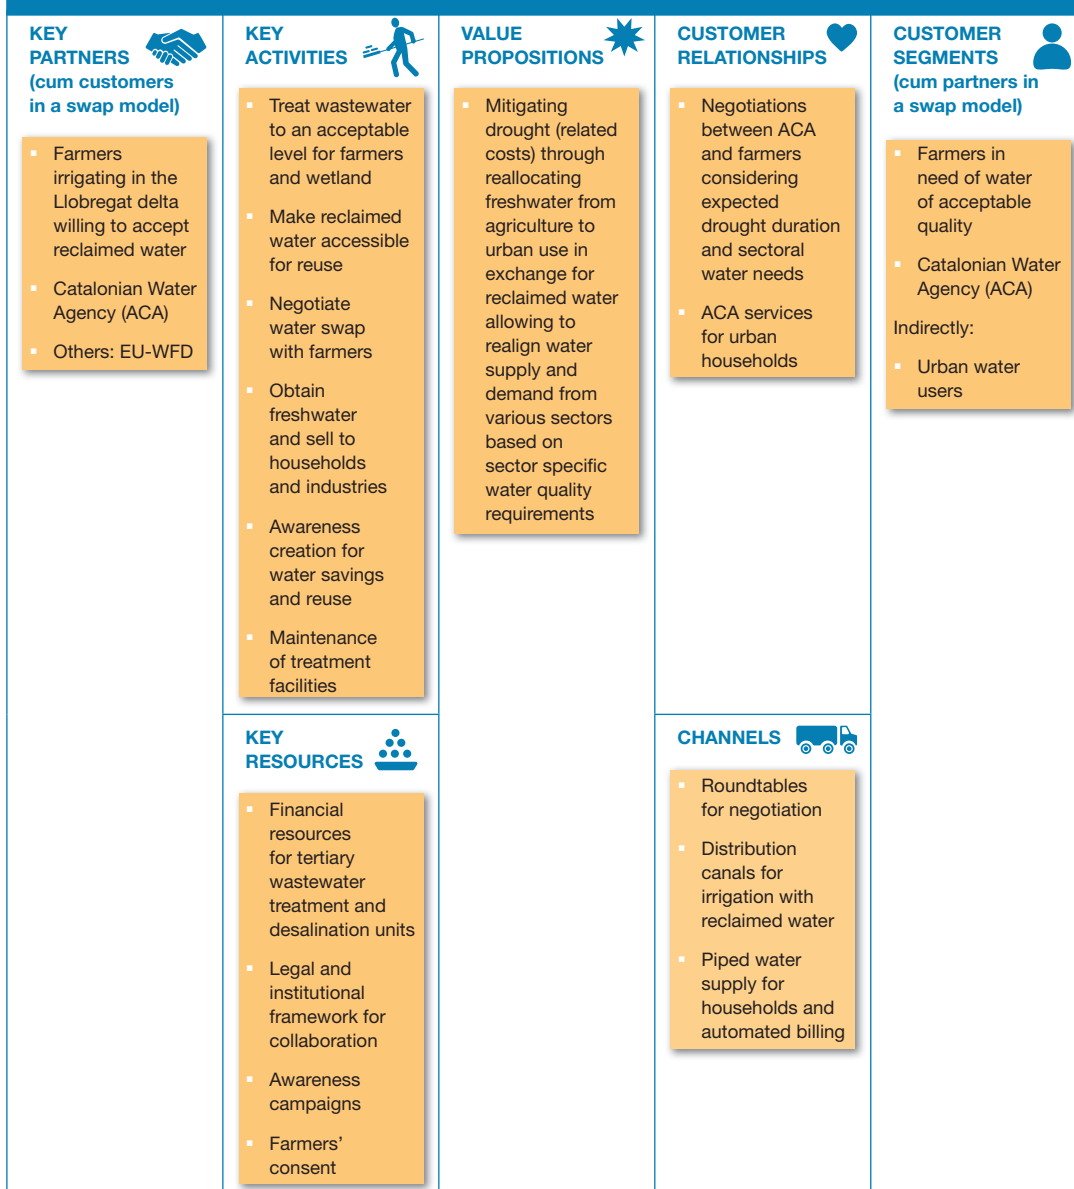 KEY
PARTNERS
(cum customers
in a swap model)
▪ Farmers
irrigating in the
Llobregat delta
willing to accept
reclaimed water
▪ Catalonian Water
Agency (ACA)
▪ Others: EU-WFD
KEY
ACTIVITIES
▪ Treat wastewater
to an acceptable
level for farmers
and wetland
▪ Make reclaimed
water accessible
for reuse
▪ Negotiate
water swap
with farmers
▪ Obtain
freshwater
and sell to
households
and industries
▪ Awareness
creation for
water savings
and reuse
▪ Maintenance
of treatment
facilities
KEY
RESOURCES
▪ Financial
resources
for tertiary
wastewater
treatment and
desalination units
▪ Legal and
institutional
framework for
collaboration
▪ Awareness
campaigns
▪ Farmers’
consent
VALUE
PROPOSITIONS
▪ Mitigating
drought (related
costs) through
reallocating
freshwater from
agriculture to
urban use in
exchange for
reclaimed water
allowing to
realign water
supply and
demand from
various sectors
based on
sector specific
water quality
requirements
CUSTOMER
RELATIONSHIPS
▪ Negotiations
between ACA
and farmers
considering
expected
drought duration
and sectoral
water needs
▪ ACA services
for urban
households
CHANNELS
▪ Roundtables
for negotiation
▪ Distribution
canals for
irrigation with
reclaimed water
▪ Piped water
supply for
households and
automated billing
CUSTOMER
SEGMENTS
(cum partners in
a swap model)
▪ Farmers in
need of water
of acceptable
quality
▪ Catalonian Water
Agency (ACA)
Indirectly:
▪ Urban water
users